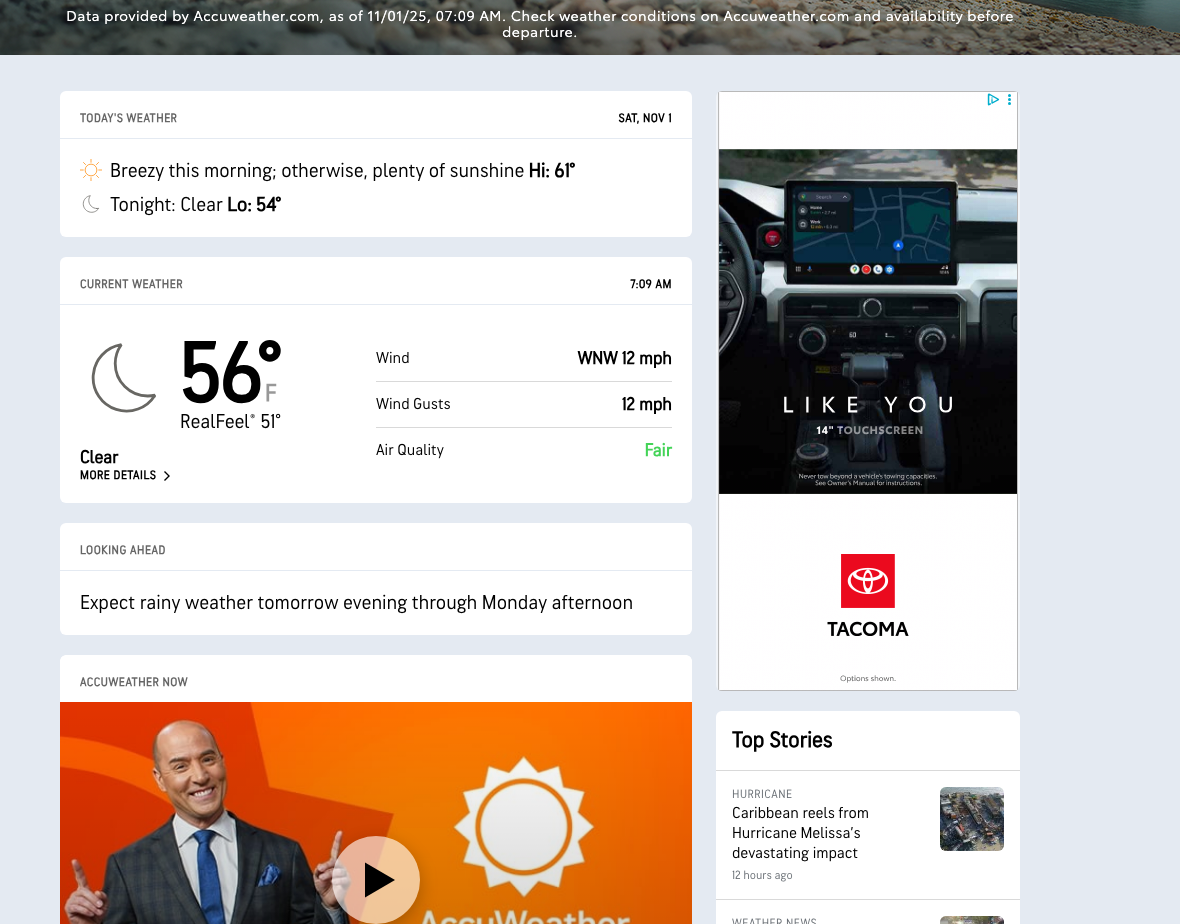 Data provided by Accuweather.com, as of 11/01/25, 07:09 AM. Check weather conditions on Accuweather.com and availability before
departure.
TODAY'S WEATHER
SAT, NOV 1
Breezy this morning; otherwise, plenty of sunshine Hi: 61°
Tonight: Clear Lo: 54°
CURRENT WEATHER
7:09 AM
56°
F
RealFeel® 51°
Clear
MORE DETAILS
Wind
WNW 12 mph
Wind Gusts
12 mph
Air Quality
Fair
LOOKING AHEAD
Expect rainy weather tomorrow evening through Monday afternoon
ACCUWEATHER NOW
AccuWeather
Search
Home
Work
60
LIKE YOU
14" TOUCHSCREEN
Never tow beyond a vehicle's towing capacities.
See Owner's Manual for instructions.
TACOMA
Options shown.
Top Stories
HURRICANE
Caribbean reels from
Hurricane Melissa's
devastating impact
12 hours ago
WEATHER NEWS